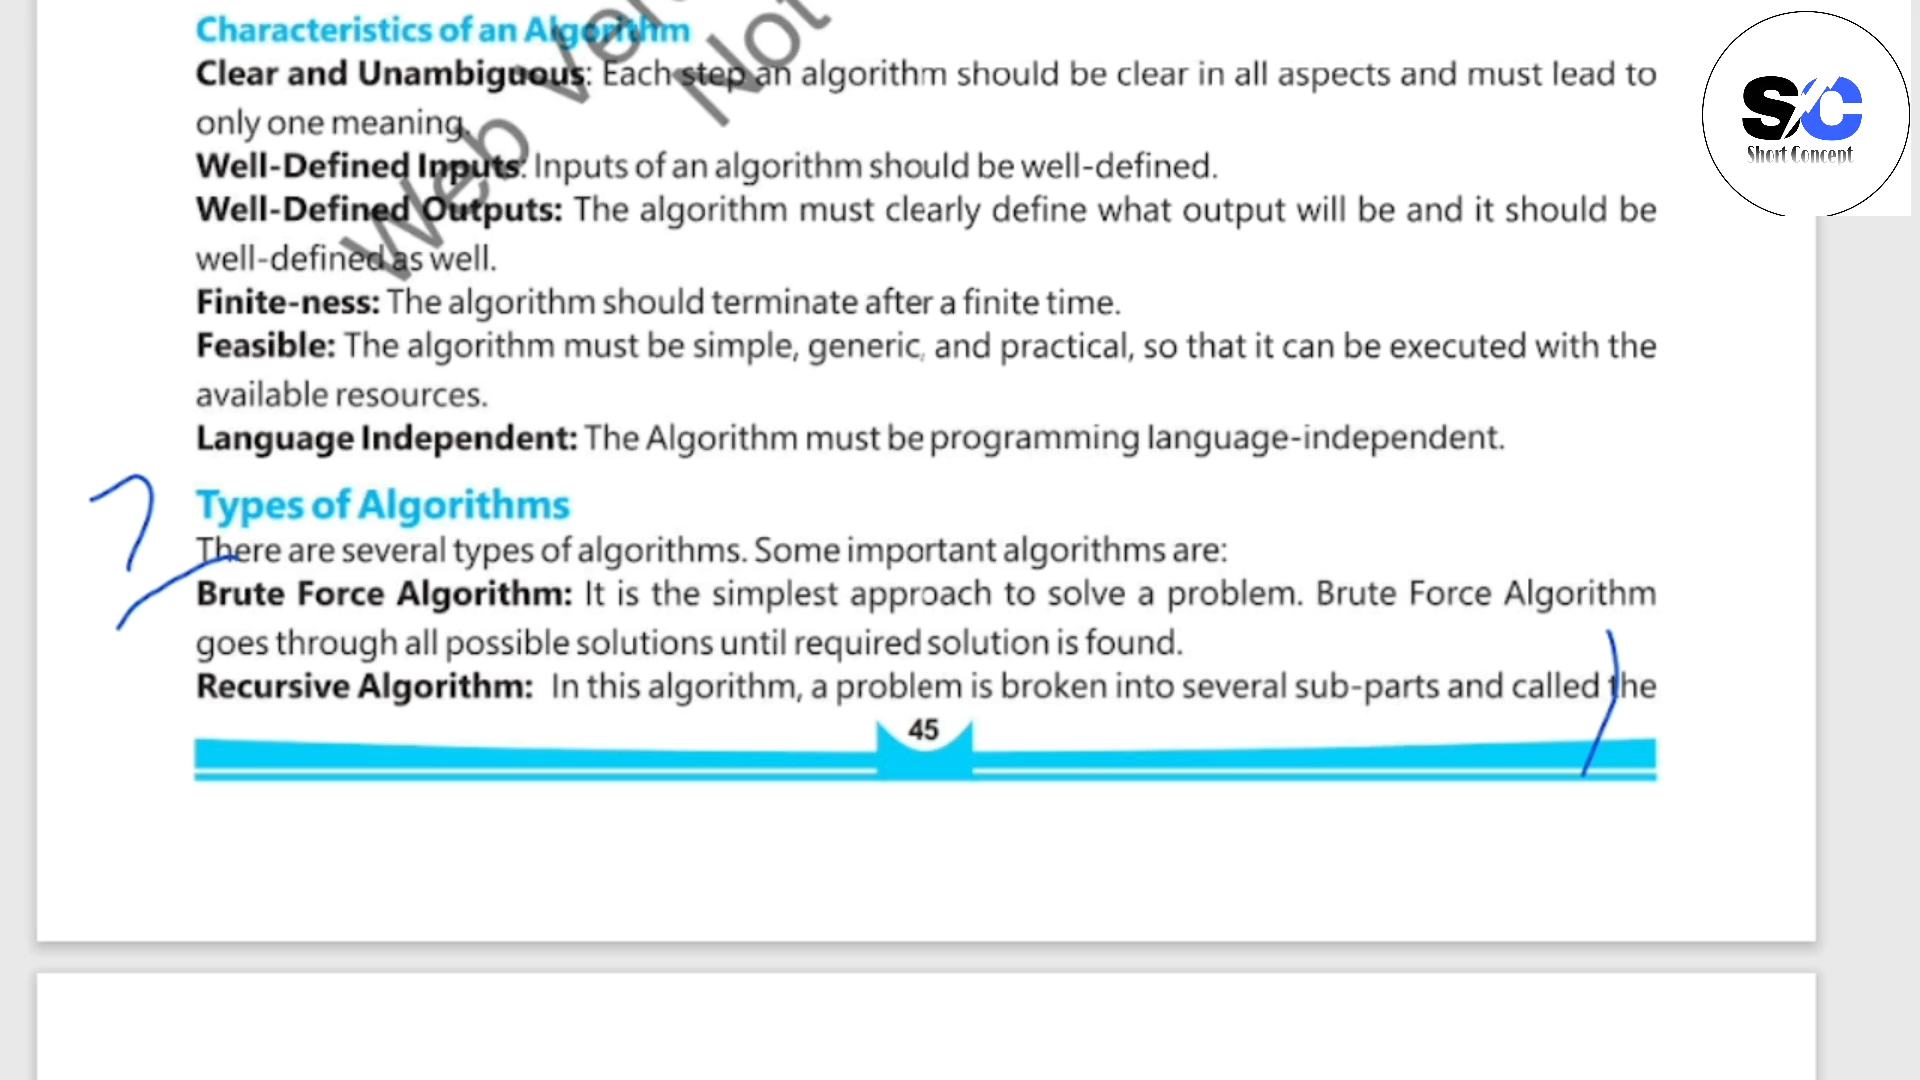 Characteristics of an Algorithm
Clear and Unambiguous: Each step an algorithm should be clear in all aspects and must lead to
only one meaning.
Well-Defined Inputs: Inputs of an algorithm should be well-defined.
Well-Defined Outputs: The algorithm must clearly define what output will be and it should be
well-defined as well.
Finite-ness: The algorithm should terminate after a finite time.
Feasible: The algorithm must be simple, generic, and practical, so that it can be executed with the
available resources.
Language Independent: The Algorithm must be programming language-independent.
Types of Algorithms
There are several types of algorithms. Some important algorithms are:
Brute Force Algorithm: It is the simplest approach to solve a problem. Brute Force Algorithm
goes through all possible solutions until required solution is found.
Recursive Algorithm: In this algorithm, a problem is broken into several sub-parts and called the
45
Web Ver
Not
SC
Short Concept